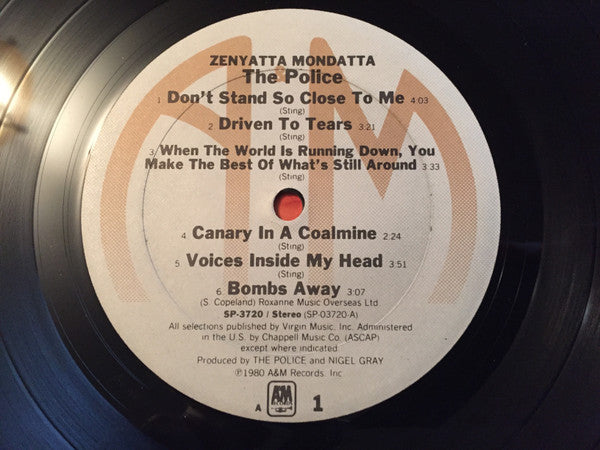 ZENYATTA MONDATTA
The Police
1 Don't Stand So Close To Me 4:03
(Sting)
2 Driven To Tears 3:21
(Sting)
3 When The World Is Running Down, You
Make The Best Of What's Still Around 3:33
(Sting)
4 Canary In A Coalmine 2:24
(Sting)
5 Voices Inside My Head 3:51
(Sting)
6 Bombs Away 3:07
(S. Copeland) Roxanne Music Overseas Ltd
SP-3720 / Stereo (SP-03720-A)
All selections published by Virgin Music, Inc. Administered
in the U.S. by Chappell Music Co. (ASCAP)
except where indicated.
Produced by THE POLICE and NIGEL GRAY
℗1980 A&M Records, Inc
A&M
A 1